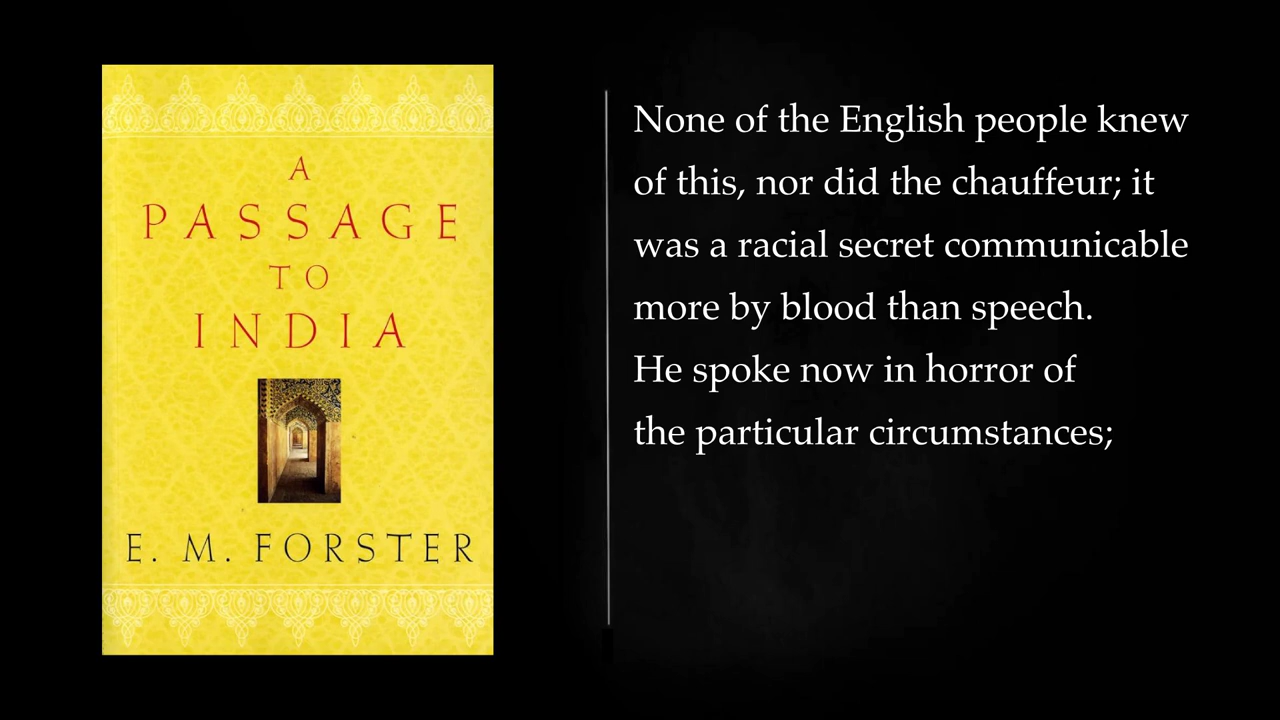 A
PASSAGE
TO
INDIA
E. M. FORSTER
None of the English people knew
of this, nor did the chauffeur; it
was a racial secret communicable
more by blood than speech.
He spoke now in horror of
the particular circumstances;